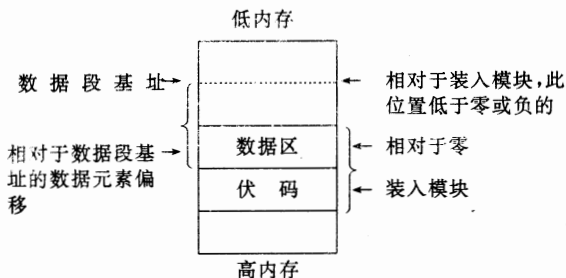 低内存
数据段基址
相对于装入模块,此
位置低于零或负的
相对于数据段基
址的数据元素偏
移
数据区
相对于零
伏码
装入模块
高内存